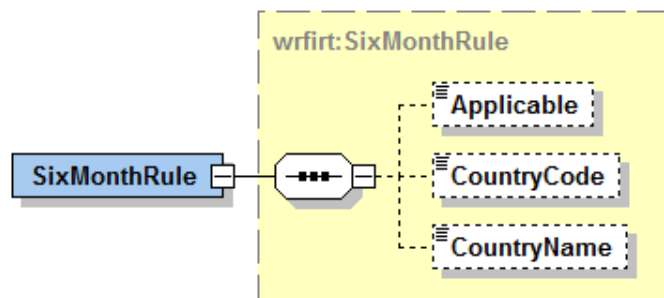 wrfirt:SixMonthRule
Applicable
SixMonthRule
CountryCode
CountryName